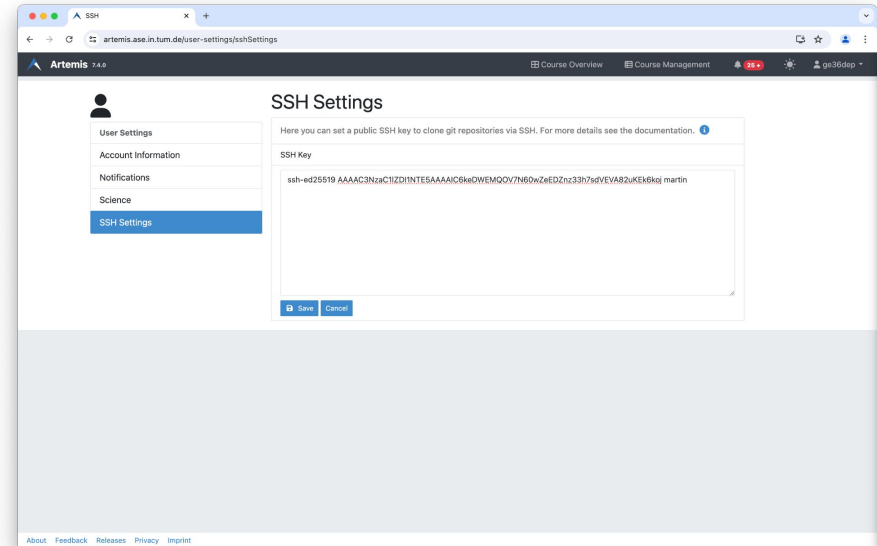 SSH
artemis.ase.in.tum.de/user-settings/sshSettings
Artemis 7.4.0
Course Overview
Course Management
25+
ge36dep
SSH Settings
User Settings
Account Information
Notifications
Science
SSH Settings
Here you can set a public SSH key to clone git repositories via SSH. For more details see the documentation.
SSH Key
ssh-ed25519 AAAAC3NzaC1lZDI1NTE5AAAAIC6keDWEMQOV7N60wZeEDZnz33h7sdVEVA82uKEk6koj martin
Save Cancel
About Feedback Releases Privacy Imprint